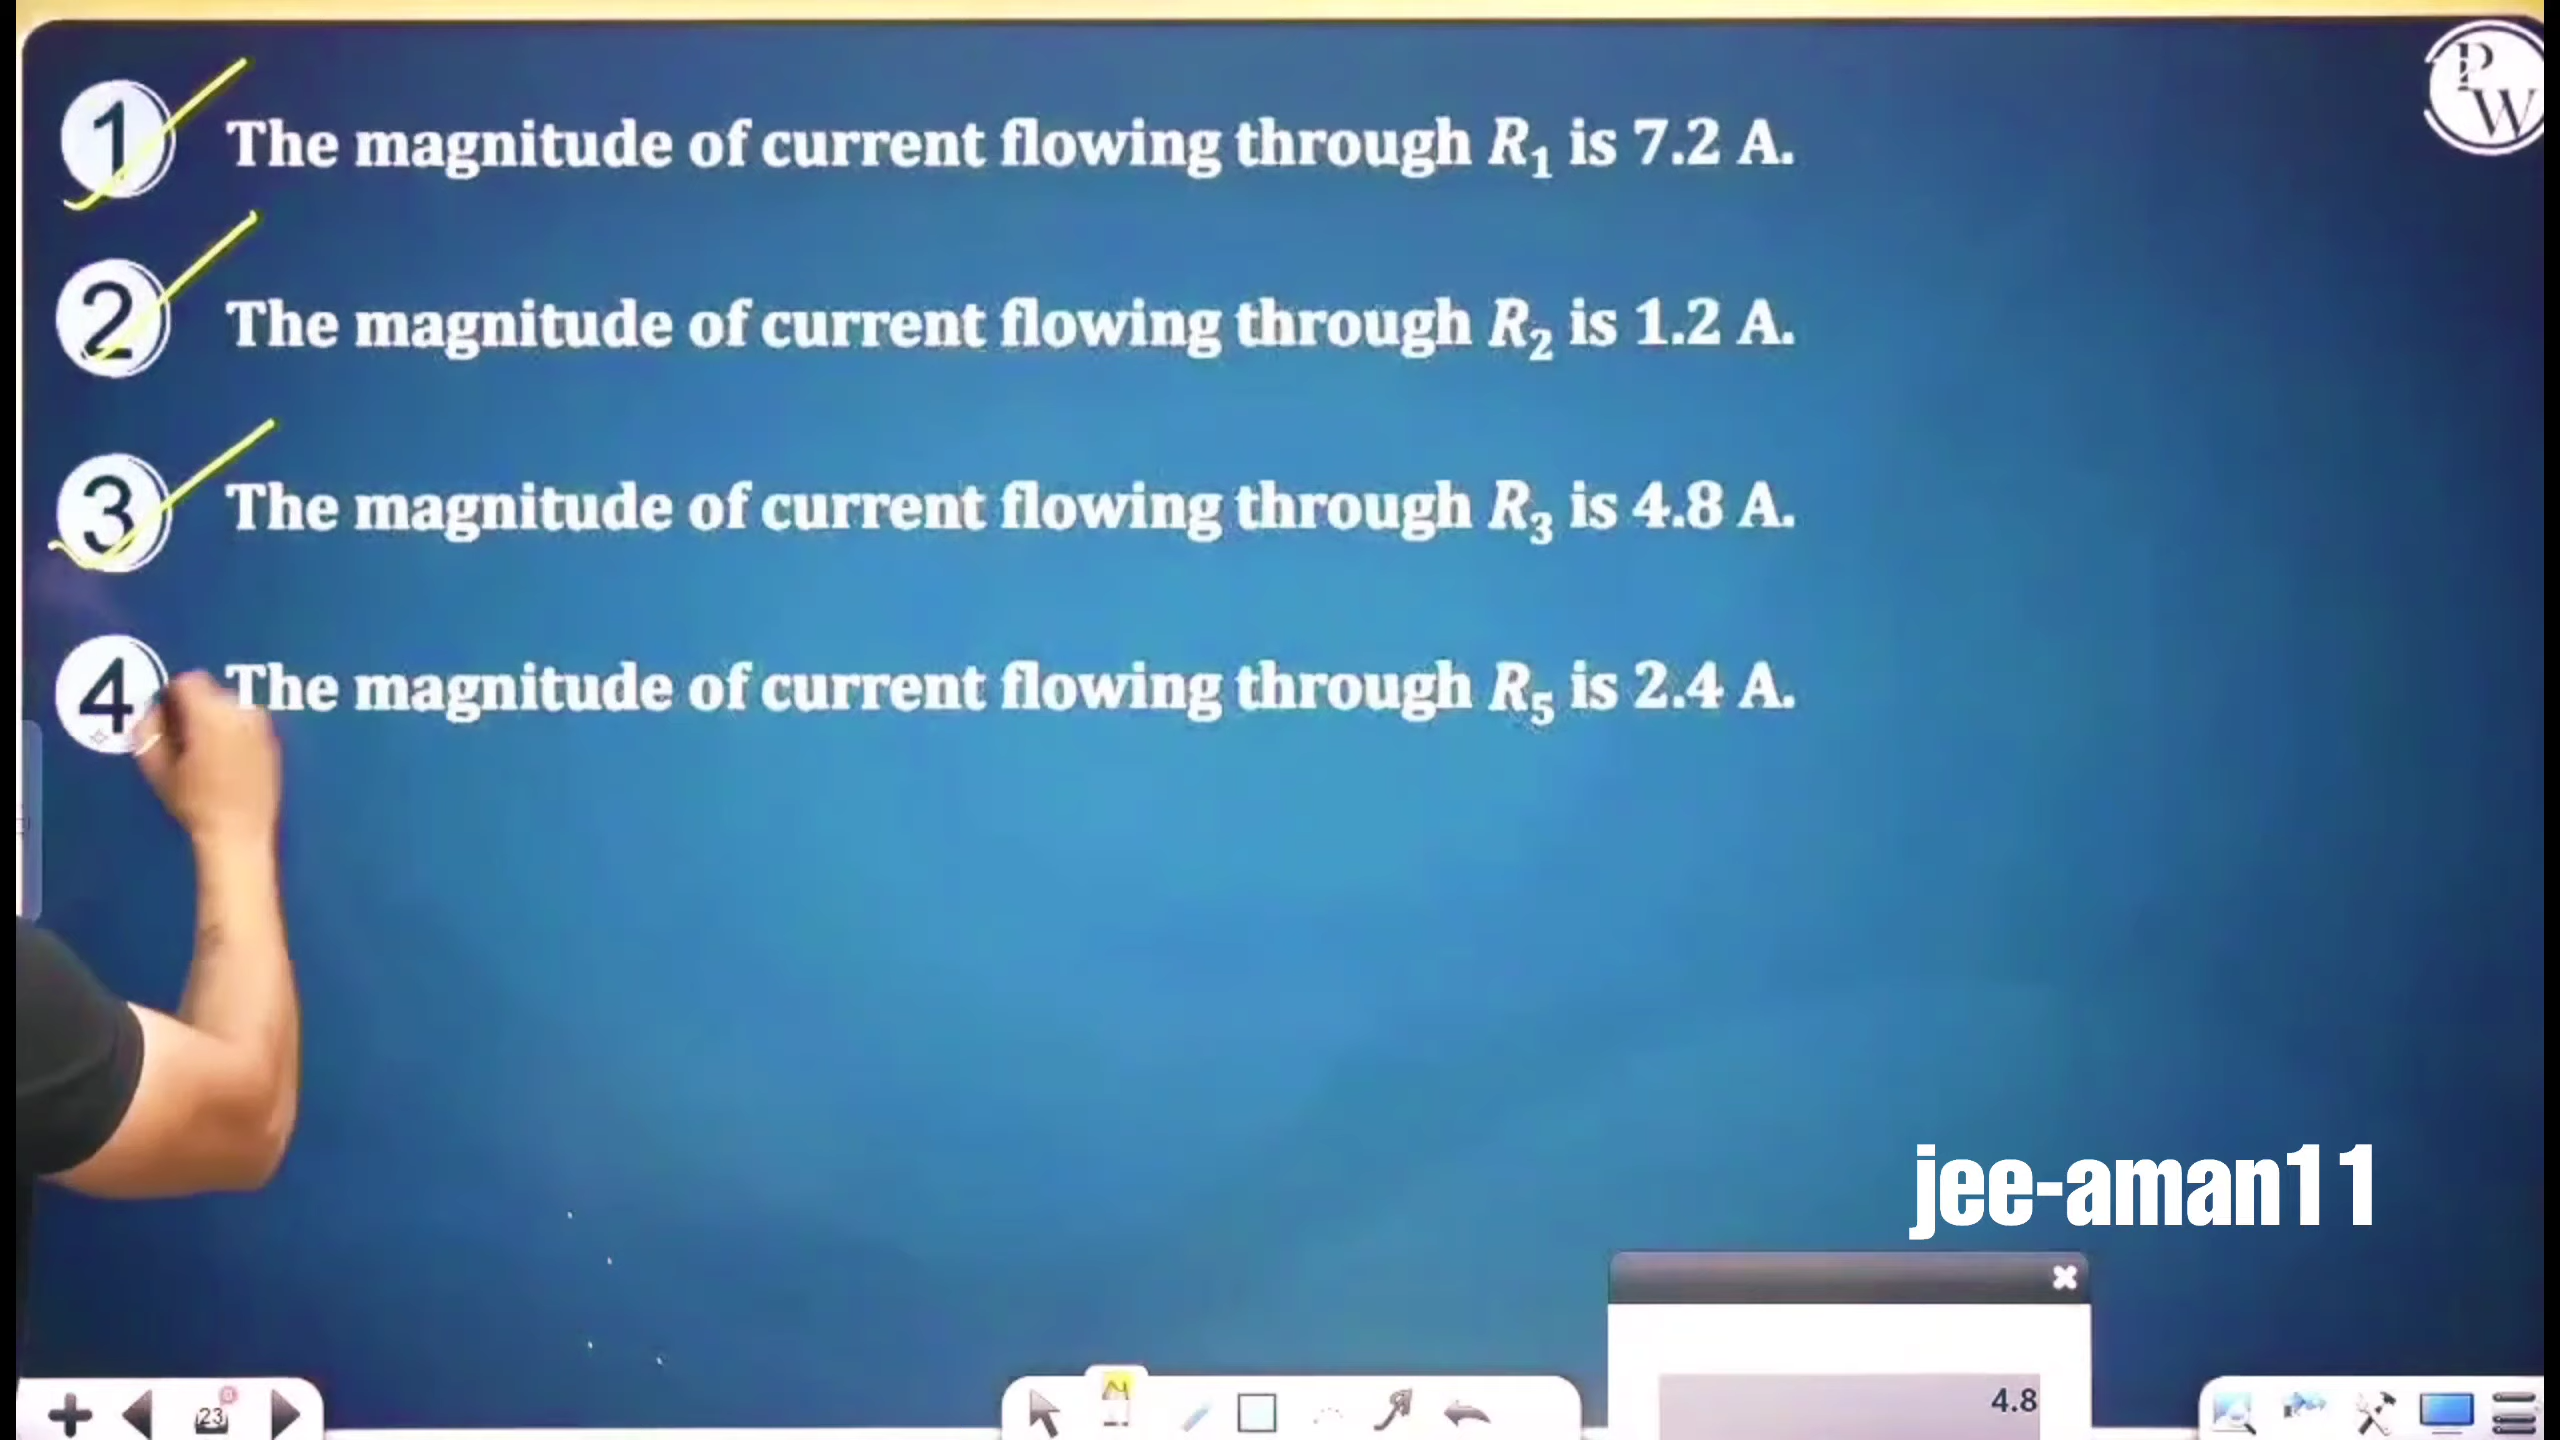 PW
1 The magnitude of current flowing through R₁ is 7.2 A.
2 The magnitude of current flowing through R₂ is 1.2 A.
3 The magnitude of current flowing through R₃ is 4.8 A.
4 The magnitude of current flowing through R₅ is 2.4 A.
jee-aman11
4.8
23